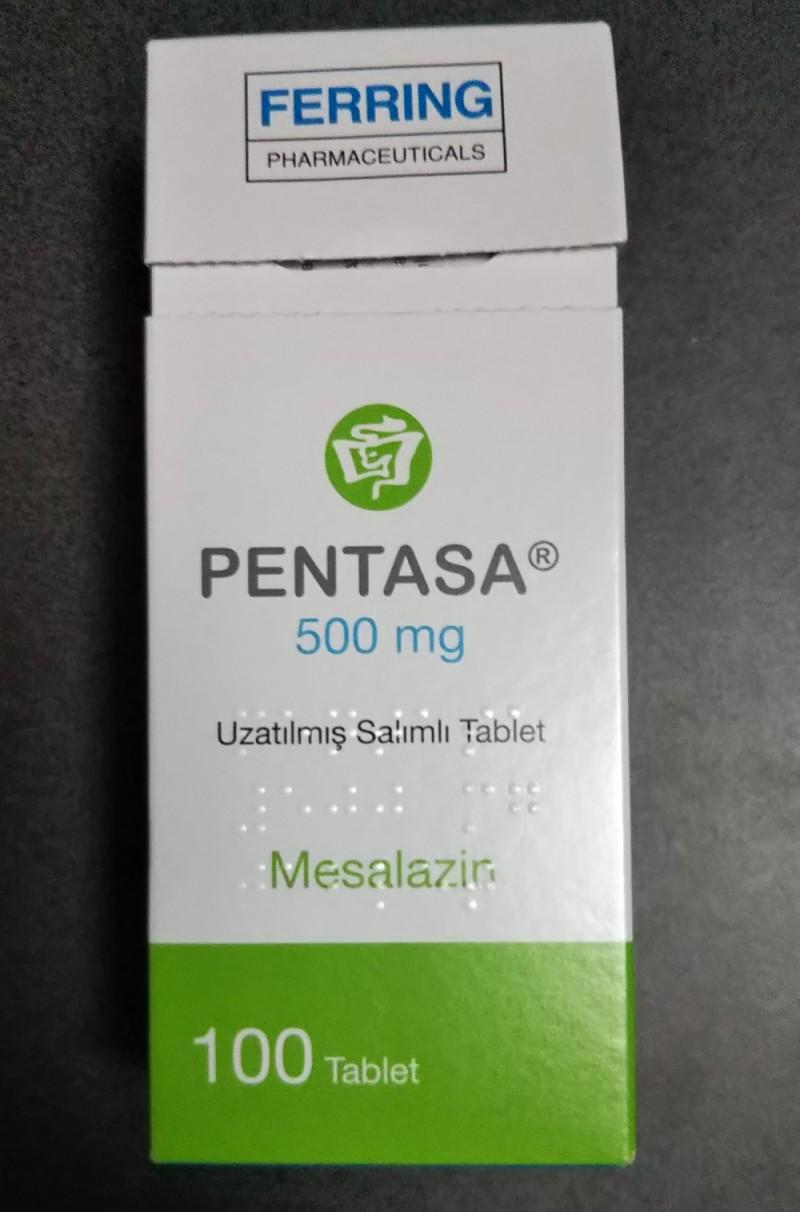 FERRING
PHARMACEUTICALS
PENTASA®
500 mg
Uzatılmış Salımlı Tablet
Mesalazin
100 Tablet